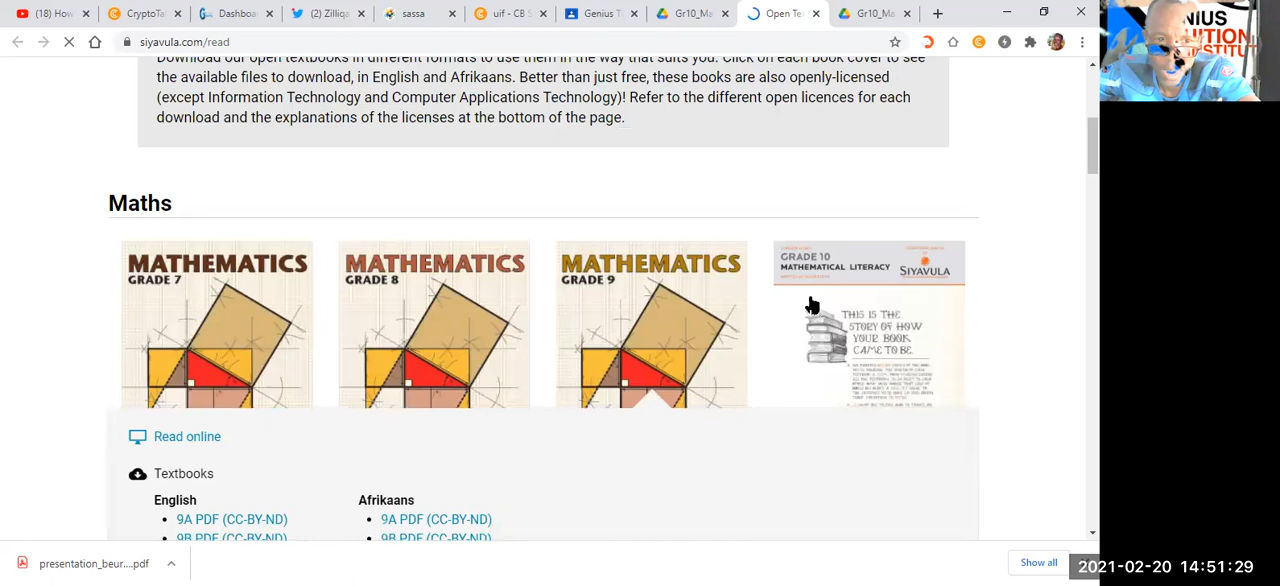 (18) How
CryptoTa
Dashboa
(2) Zilliqa
sassa
uif - CB S
Genius T
Gr10_Ma
Open Te
Gr10_Ma
siyavula.com/read
NIUS
UITION
INSTITUT
Download our open textbooks in different formats to use them in the way that suits you. Click on each book cover to see
the available files to download, in English and Afrikaans. Better than just free, these books are also openly-licensed
(except Information Technology and Computer Applications Technology)! Refer to the different open licences for each
download and the explanations of the licenses at the bottom of the page.
Maths
MATHEMATICS
GRADE 7
MATHEMATICS
GRADE 8
MATHEMATICS
GRADE 9
GRADE 10
MATHEMATICAL LITERACY
SIYAVULA
THIS IS THE
STORY OF HOW
YOUR BOOK
CAME TO BE.
Read online
Textbooks
English
Afrikaans
• 9A PDF (CC-BY-ND)
• 9A PDF (CC-BY-ND)
• 9B PDF (CC-BY-ND)
• 9B PDF (CC-BY-ND)
presentation_beur....pdf
Show all
2021-02-20 14:51:29